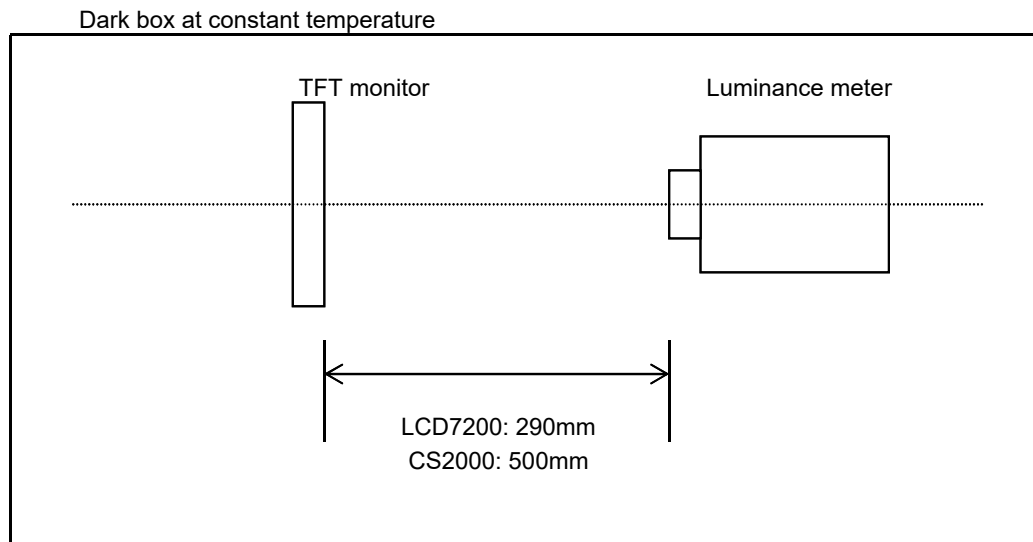 Dark box at constant temperature
TFT monitor
Luminance meter
LCD7200: 290mm
CS2000: 500mm